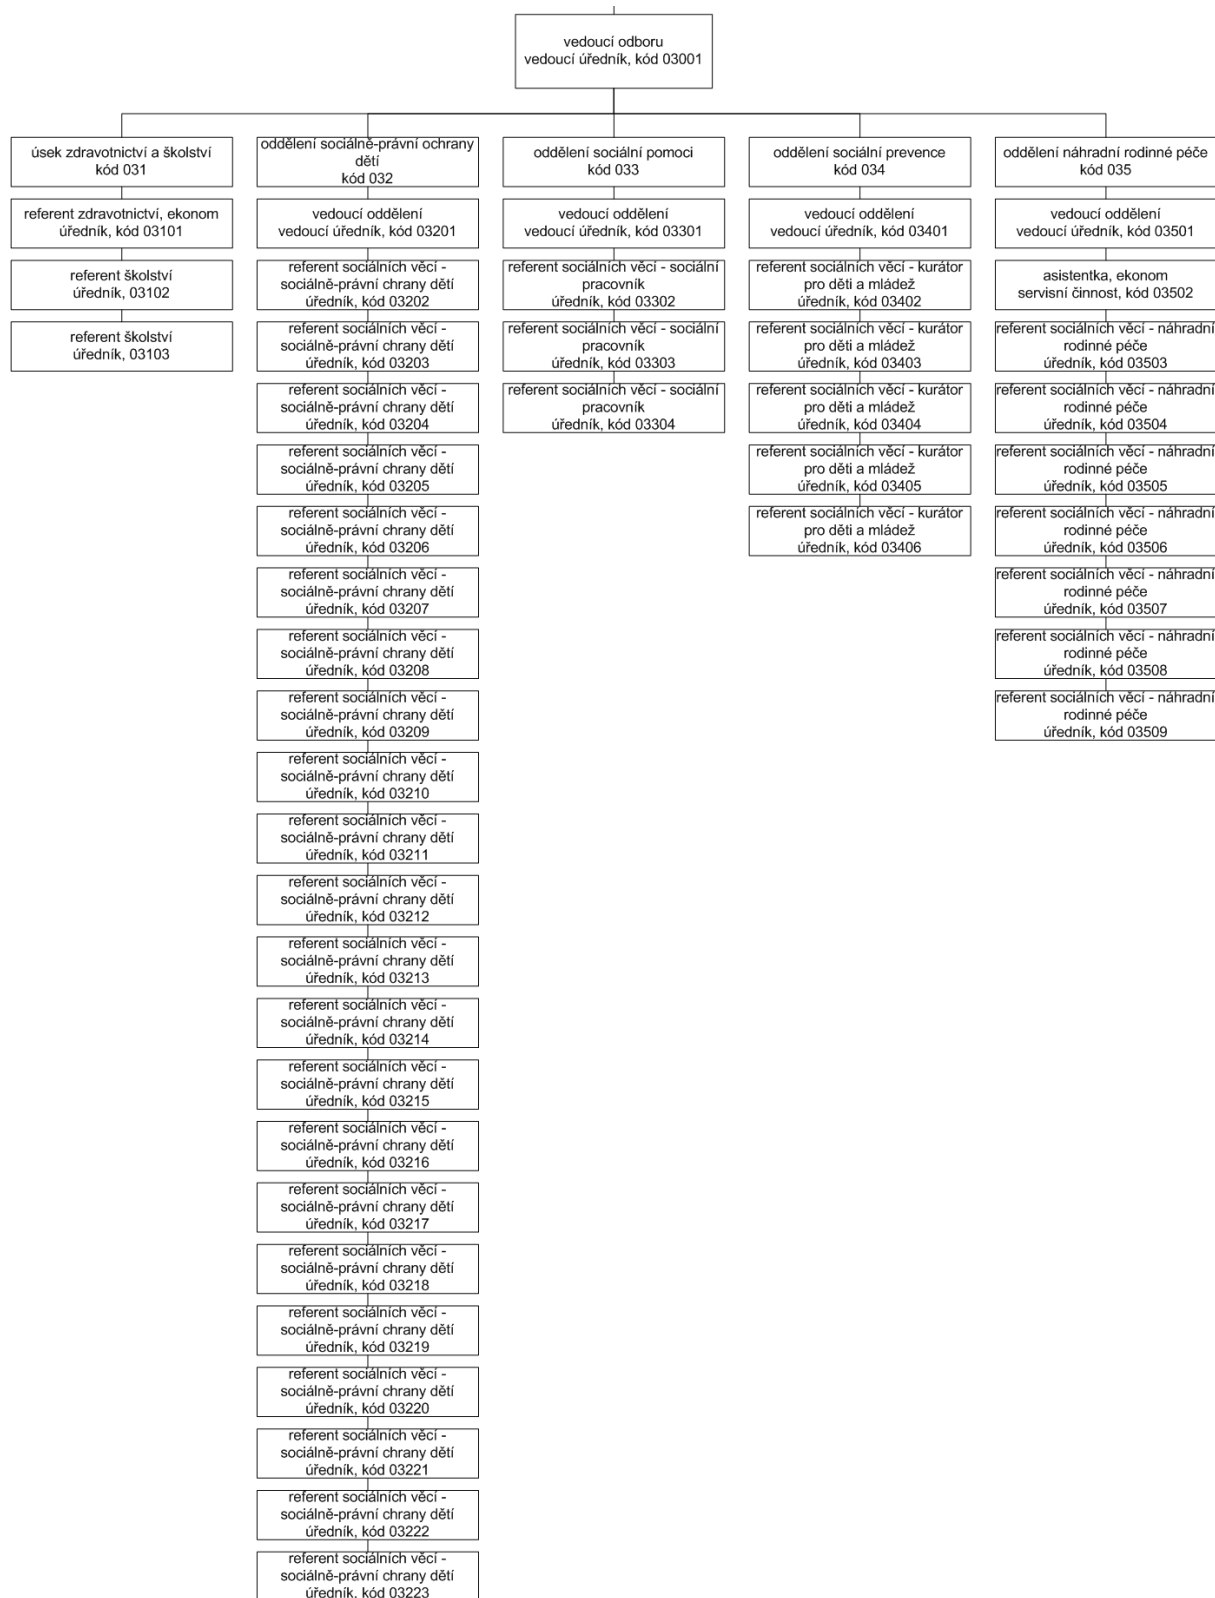 vedoucí odboru
vedoucí úředník, kód 03001
úsek zdravotnictví a školství
kód 031
referent zdravotnictví, ekonom
úředník, kód 03101
referent školství
úředník, 03102
referent školství
úředník, 03103
oddělení sociálně-právní ochrany
dětí
kód 032
vedoucí oddělení
vedoucí úředník, kód 03201
referent sociálních věcí -
sociálně-právní chrany dětí
úředník, kód 03202
referent sociálních věcí -
sociálně-právní chrany dětí
úředník, kód 03203
referent sociálních věcí -
sociálně-právní chrany dětí
úředník, kód 03204
referent sociálních věcí -
sociálně-právní chrany dětí
úředník, kód 03205
referent sociálních věcí -
sociálně-právní chrany dětí
úředník, kód 03206
referent sociálních věcí -
sociálně-právní chrany dětí
úředník, kód 03207
referent sociálních věcí -
sociálně-právní chrany dětí
úředník, kód 03208
referent sociálních věcí -
sociálně-právní chrany dětí
úředník, kód 03209
referent sociálních věcí -
sociálně-právní chrany dětí
úředník, kód 03210
referent sociálních věcí -
sociálně-právní chrany dětí
úředník, kód 03211
referent sociálních věcí -
sociálně-právní chrany dětí
úředník, kód 03212
referent sociálních věcí -
sociálně-právní chrany dětí
úředník, kód 03213
referent sociálních věcí -
sociálně-právní chrany dětí
úředník, kód 03214
referent sociálních věcí -
sociálně-právní chrany dětí
úředník, kód 03215
referent sociálních věcí -
sociálně-právní chrany dětí
úředník, kód 03216
referent sociálních věcí -
sociálně-právní chrany dětí
úředník, kód 03217
referent sociálních věcí -
sociálně-právní chrany dětí
úředník, kód 03218
referent sociálních věcí -
sociálně-právní chrany dětí
úředník, kód 03219
referent sociálních věcí -
sociálně-právní chrany dětí
úředník, kód 03220
referent sociálních věcí -
sociálně-právní chrany dětí
úředník, kód 03221
referent sociálních věcí -
sociálně-právní chrany dětí
úředník, kód 03222
referent sociálních věcí -
sociálně-právní chrany dětí
úředník, kód 03223
oddělení sociální pomoci
kód 033
vedoucí oddělení
vedoucí úředník, kód 03301
referent sociálních věcí - sociální
pracovník
úředník, kód 03302
referent sociálních věcí - sociální
pracovník
úředník, kód 03303
referent sociálních věcí - sociální
pracovník
úředník, kód 03304
oddělení sociální prevence
kód 034
vedoucí oddělení
vedoucí úředník, kód 03401
referent sociálních věcí - kurátor
pro děti a mládež
úředník, kód 03402
referent sociálních věcí - kurátor
pro děti a mládež
úředník, kód 03403
referent sociálních věcí - kurátor
pro děti a mládež
úředník, kód 03404
referent sociálních věcí - kurátor
pro děti a mládež
úředník, kód 03405
referent sociálních věcí - kurátor
pro děti a mládež
úředník, kód 03406
oddělení náhradní rodinné péče
kód 035
vedoucí oddělení
vedoucí úředník, kód 03501
asistentka, ekonom
servisní činnost, kód 03502
referent sociálních věcí - náhradní
rodinné péče
úředník, kód 03503
referent sociálních věcí - náhradní
rodinné péče
úředník, kód 03504
referent sociálních věcí - náhradní
rodinné péče
úředník, kód 03505
referent sociálních věcí - náhradní
rodinné péče
úředník, kód 03506
referent sociálních věcí - náhradní
rodinné péče
úředník, kód 03507
referent sociálních věcí - náhradní
rodinné péče
úředník, kód 03508
referent sociálních věcí - náhradní
rodinné péče
úředník, kód 03509